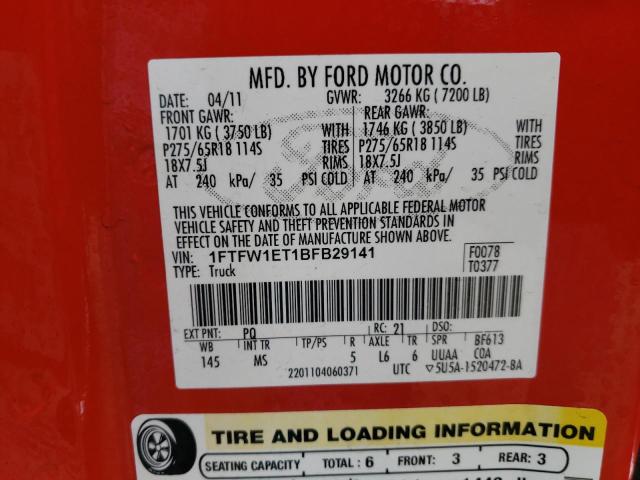 MFD. BY FORD MOTOR CO.
DATE: 04/11 GVWR: 3266 KG ( 7200 LB)
FRONT GAWR: REAR GAWR:
1701 KG ( 3750 LB) WITH 1746 KG ( 3850 LB) WITH
P275/65R18 114S TIRES P275/65R18 114S TIRES
18X7.5J RIMS 18X7.5J RIMS
AT 240 kPa/ 35 PSI COLD AT 240 kPa/ 35 PSI COLD
THIS VEHICLE CONFORMS TO ALL APPLICABLE FEDERAL MOTOR
VEHICLE SAFETY AND THEFT PREVENTION STANDARDS IN
EFFECT ON THE DATE OF MANUFACTURE SHOWN ABOVE.
VIN: 1FTFW1ET1BFB29141 F0078
TYPE: Truck T0377
EXT PNT: PQ RC: 21 DSO:
WB MS TP/PS R AXLE TR SPR BF613
145 5 L6 6 UUAA COA
2201104060371 UTC ▽5U5A-1520472-BA
Ford
TIRE AND LOADING INFORMATION
SEATING CAPACITY TOTAL : 6 FRONT: 3 REAR: 3